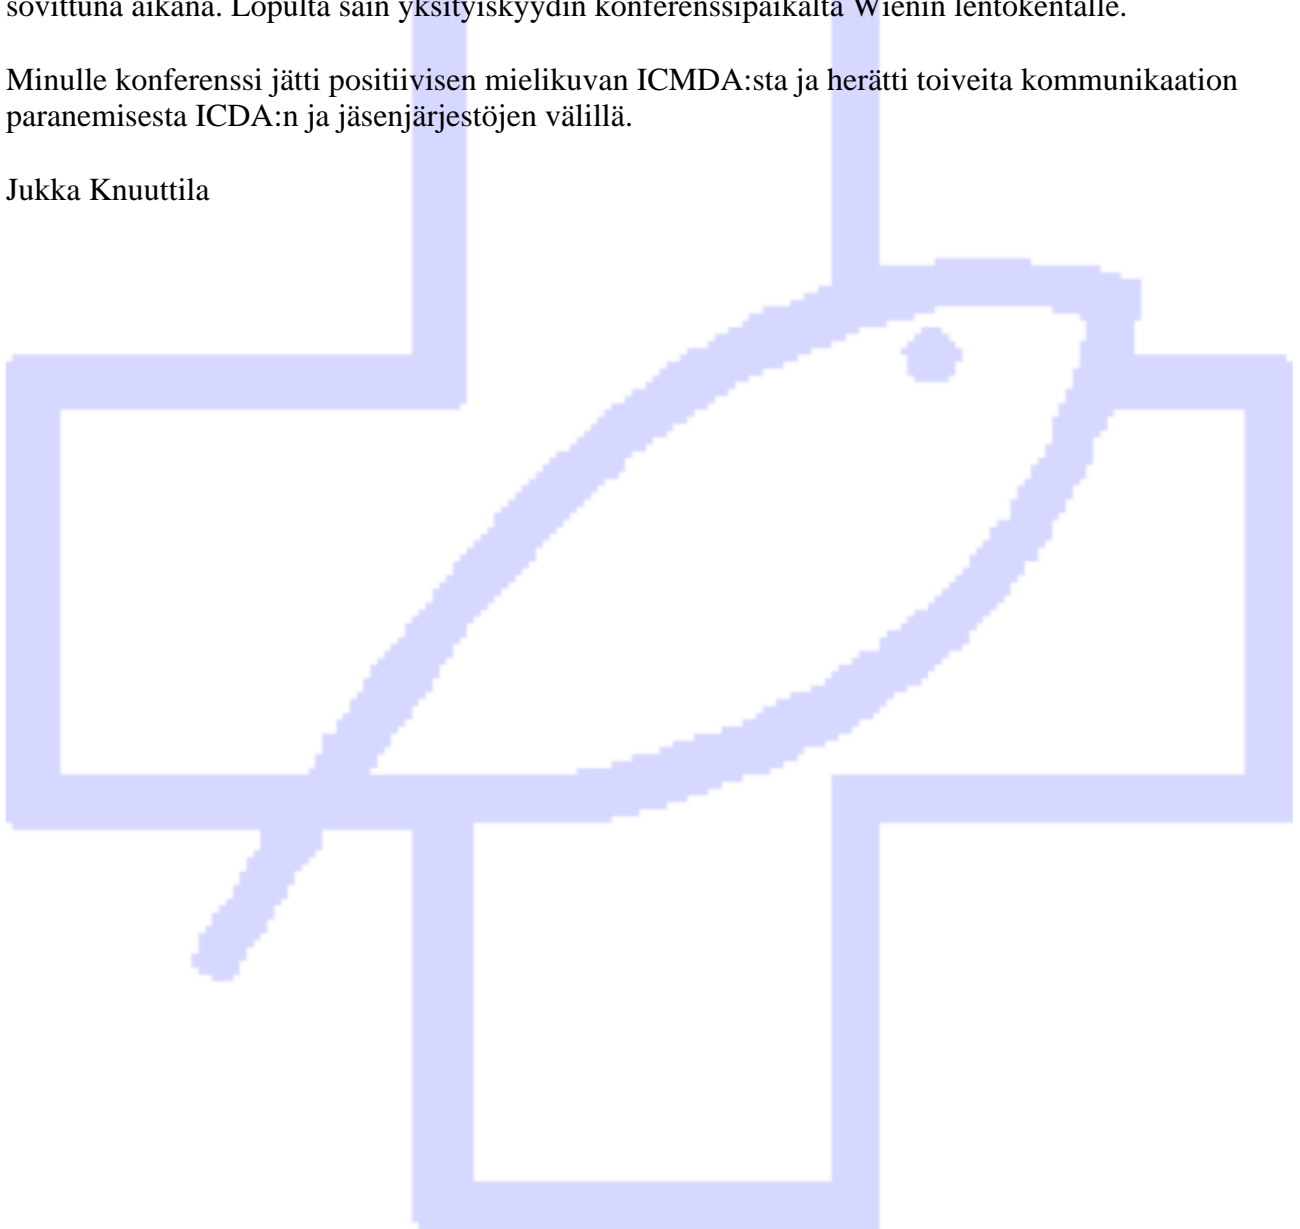 sovittuna aikana. Lopulta sain yksityiskyydin konferenssipaikalta Wienin lentokentälle.
Minulle konferenssi jätti positiivisen mielikuvan ICMDA:sta ja herätti toiveita kommunikaation
paranemisesta ICDA:n ja jäsenjärjestöjen välillä.
Jukka Knuuttila